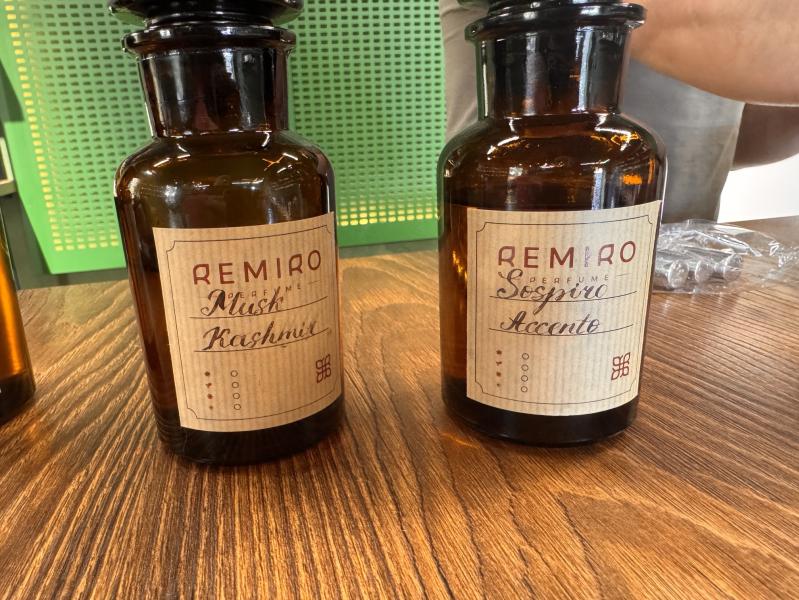 REMIRO
PERFUME
Musk
Kashmir
REMIRO
PERFUME
Sospiro
Accento